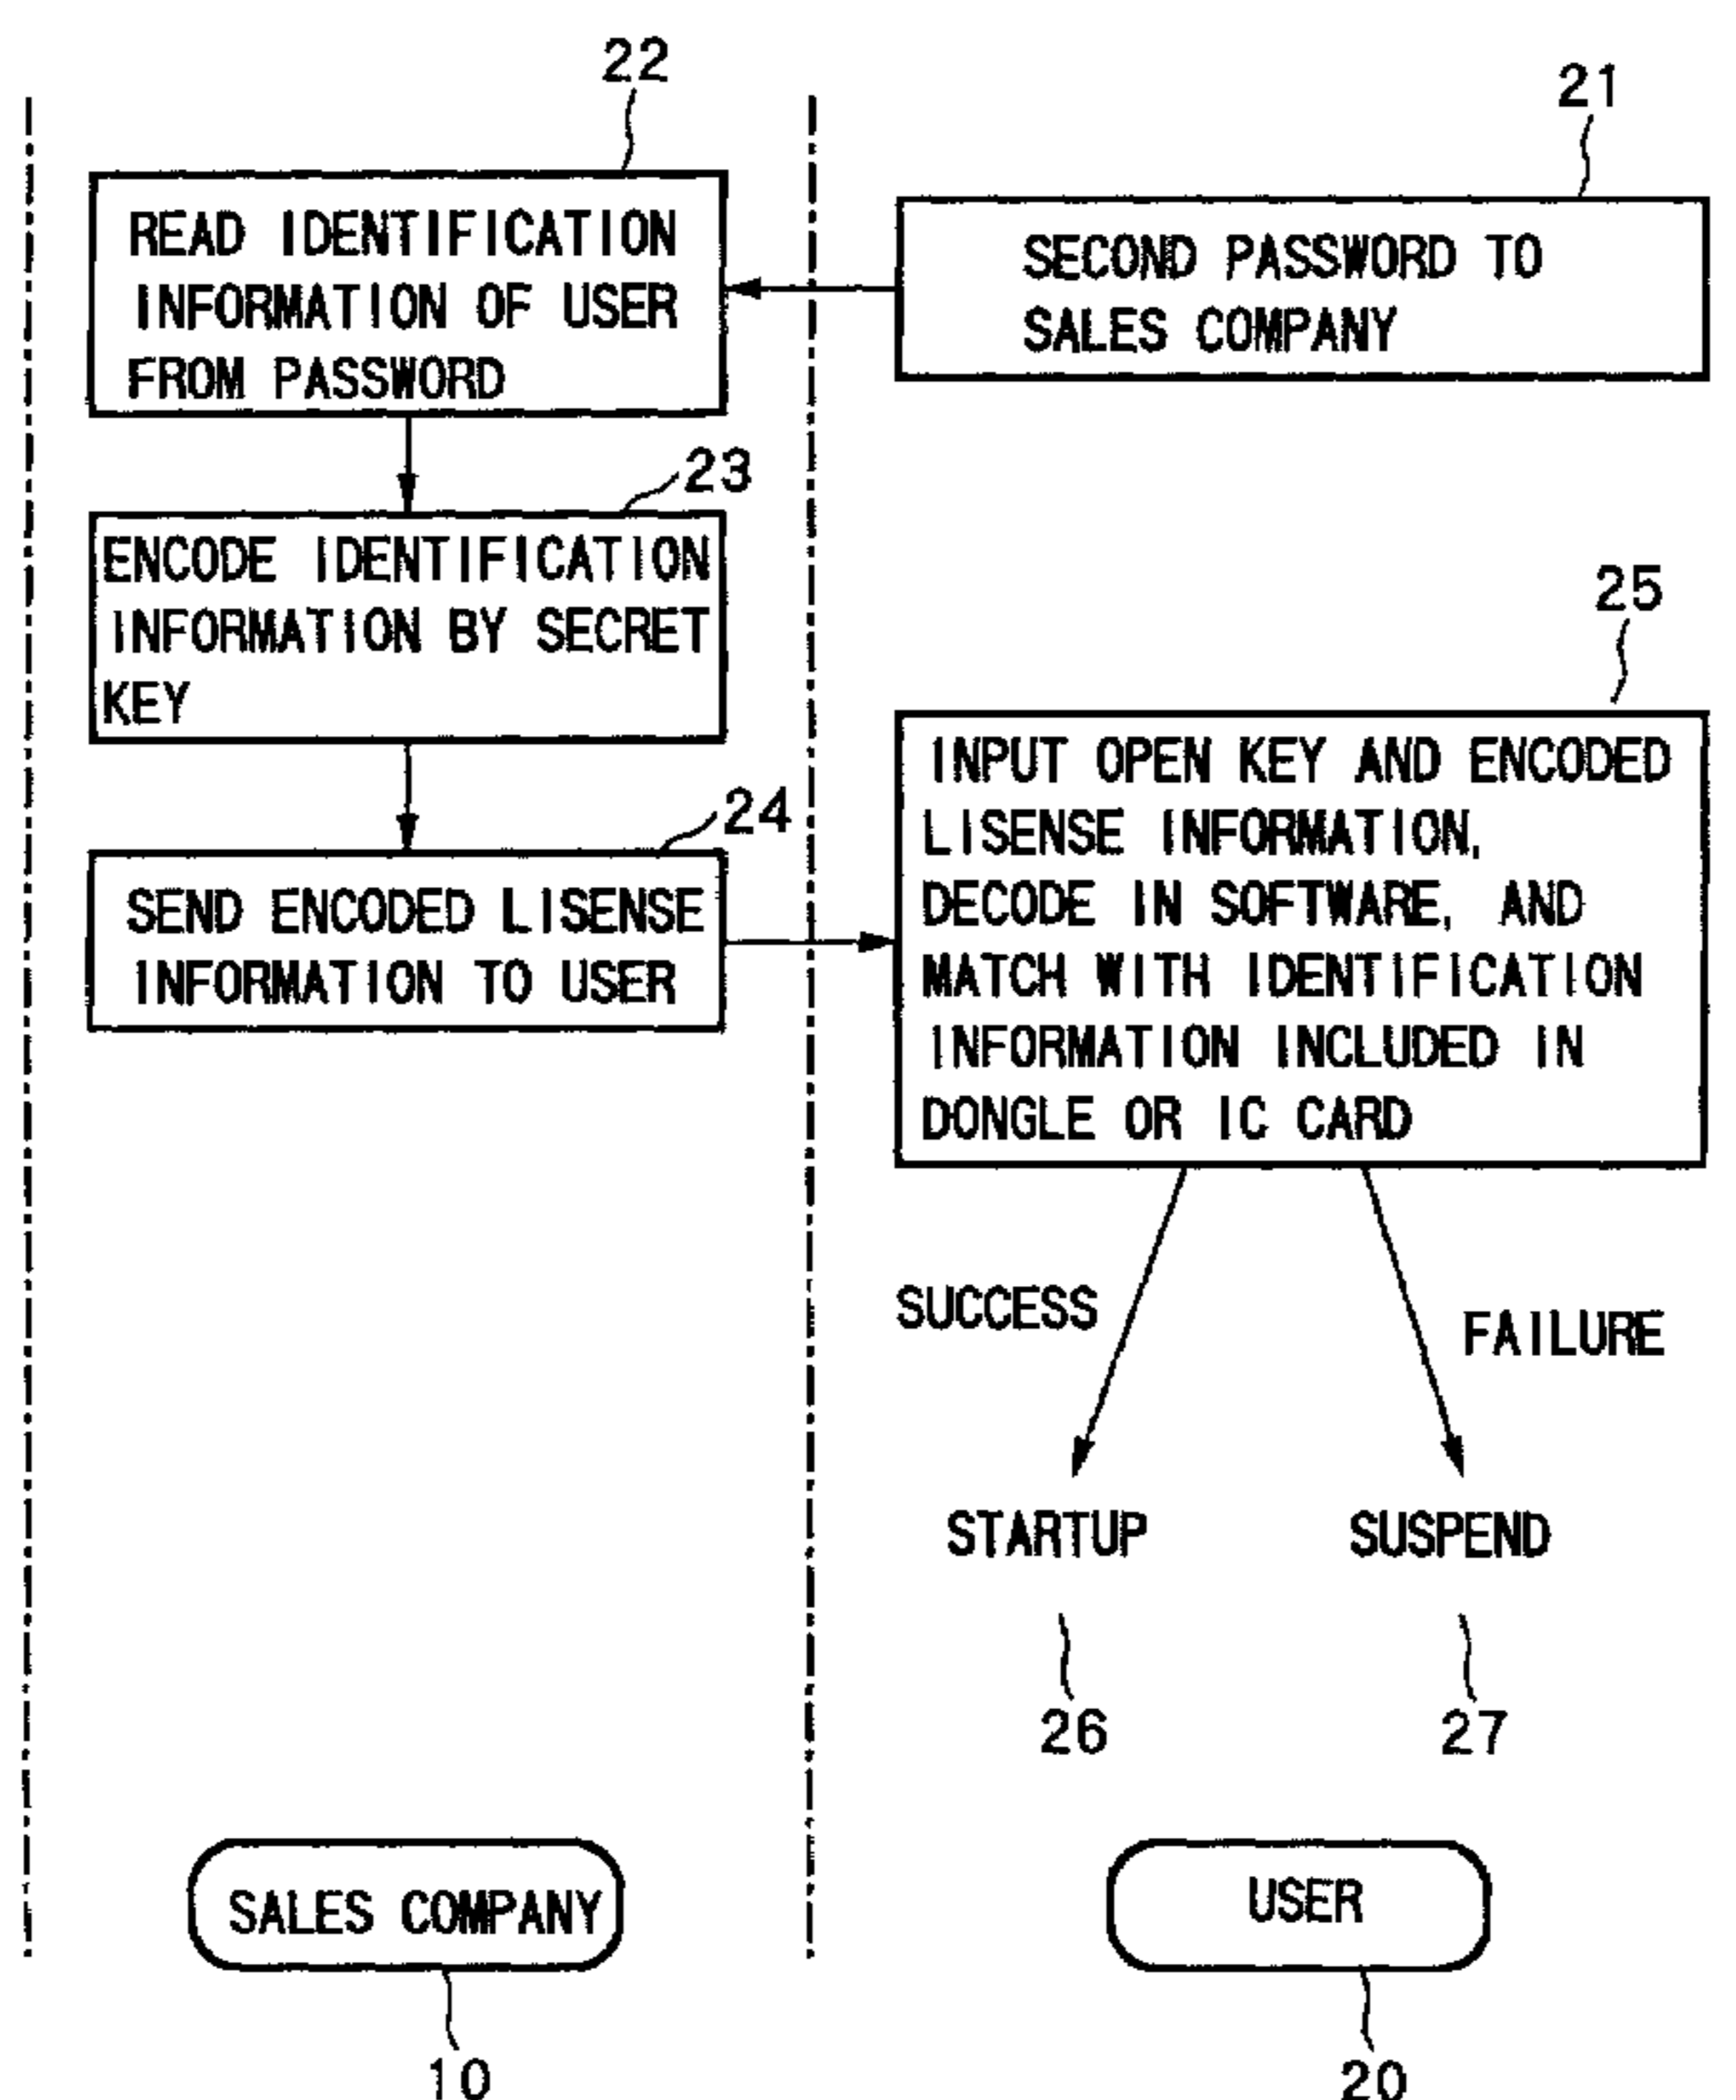 22
21
READ IDENTIFICATION
INFORMATION OF USER
FROM PASSWORD
SECOND PASSWORD TO
SALES COMPANY
23
ENCODE IDENTIFICATION
INFORMATION BY SECRET
KEY
25
24
SEND ENCODED LISENSE
INFORMATION TO USER
INPUT OPEN KEY AND ENCODED
LISENSE INFORMATION,
DECODE IN SOFTWARE, AND
MATCH WITH IDENTIFICATION
INFORMATION INCLUDED IN
DONGLE OR IC CARD
SUCCESS
FAILURE
STARTUP
SUSPEND
26
27
SALES COMPANY
USER
10
20